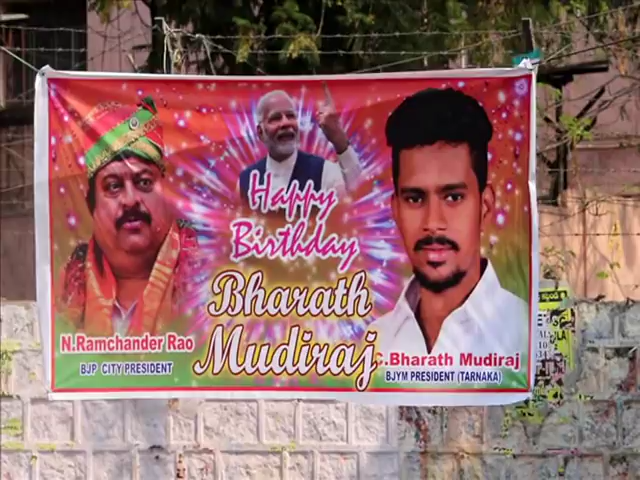 Happy
Birthday
Bharath
Mudiraj
N.Ramchander Rao
BJP CITY PRESIDENT
C.Bharath Mudiraj
BJYM PRESIDENT (TARNAKA)